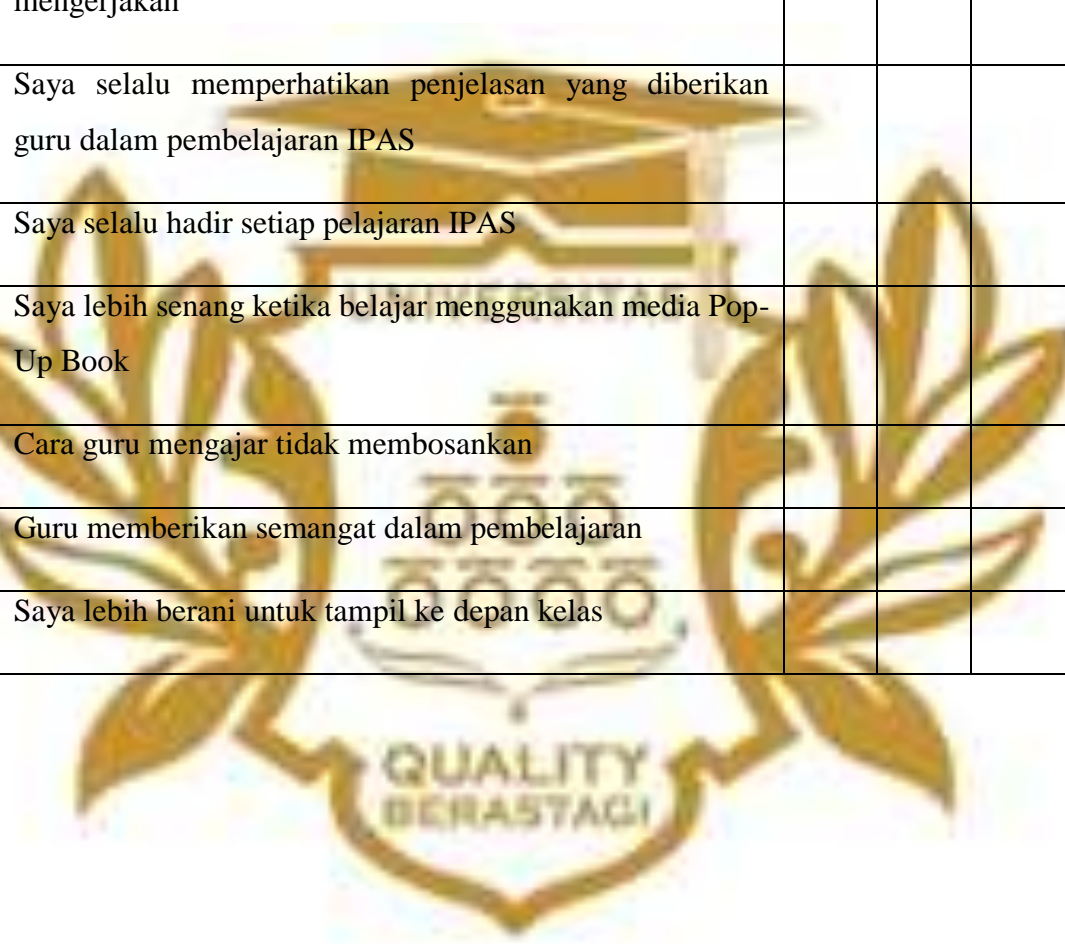 mengerjakan
Saya selalu memperhatikan penjelasan yang diberikan
guru dalam pembelajaran IPAS
Saya selalu hadir setiap pelajaran IPAS
UNIVERSITAS
Saya lebih senang ketika belajar menggunakan media Pop-
Up Book
Cara guru mengajar tidak membosankan
Guru memberikan semangat dalam pembelajaran
Saya lebih berani untuk tampil ke depan kelas
QUALITY
BERASTAGI